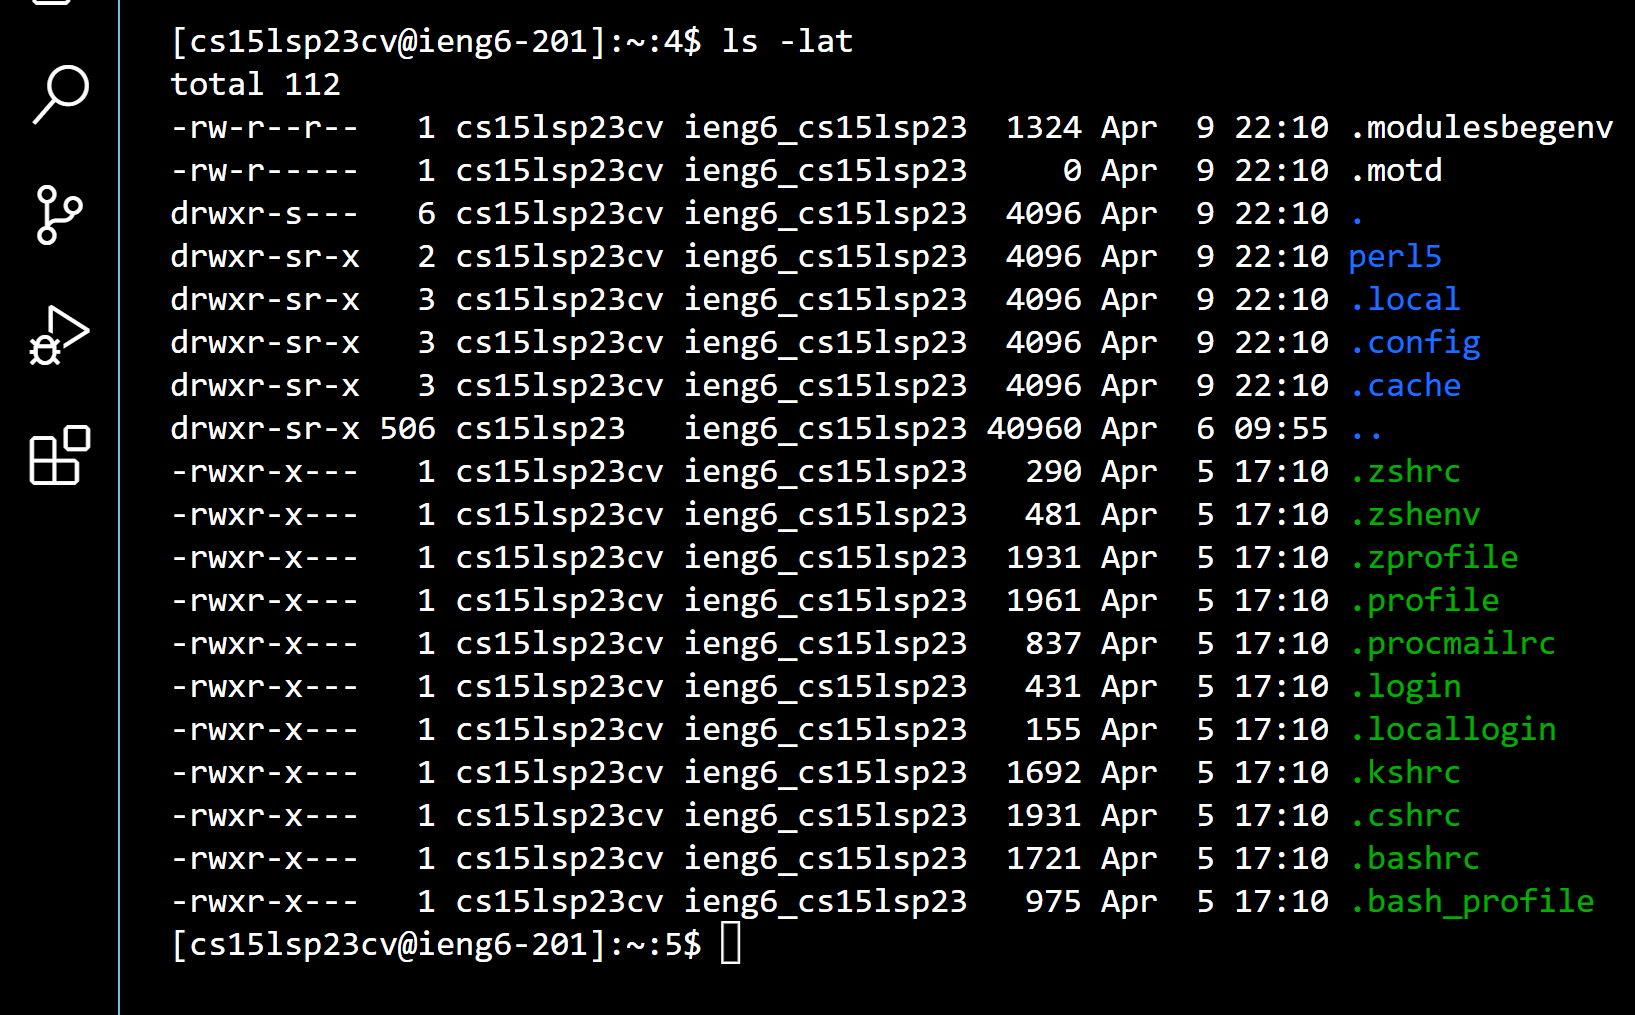 [cs15lsp23cv@ieng6-201]:~:4$ ls -lat
total 112
-rw-r--r--   1 cs15lsp23cv ieng6_cs15lsp23  1324 Apr  9 22:10 .modulesbegenv
-rw-r-----   1 cs15lsp23cv ieng6_cs15lsp23     0 Apr  9 22:10 .motd
drwxr-s---   6 cs15lsp23cv ieng6_cs15lsp23  4096 Apr  9 22:10 .
drwxr-sr-x   2 cs15lsp23cv ieng6_cs15lsp23  4096 Apr  9 22:10 perl5
drwxr-sr-x   3 cs15lsp23cv ieng6_cs15lsp23  4096 Apr  9 22:10 .local
drwxr-sr-x   3 cs15lsp23cv ieng6_cs15lsp23  4096 Apr  9 22:10 .config
drwxr-sr-x   3 cs15lsp23cv ieng6_cs15lsp23  4096 Apr  9 22:10 .cache
drwxr-sr-x 506 cs15lsp23   ieng6_cs15lsp23 40960 Apr  6 09:55 ..
-rwxr-x---   1 cs15lsp23cv ieng6_cs15lsp23   290 Apr  5 17:10 .zshrc
-rwxr-x---   1 cs15lsp23cv ieng6_cs15lsp23   481 Apr  5 17:10 .zshenv
-rwxr-x---   1 cs15lsp23cv ieng6_cs15lsp23  1931 Apr  5 17:10 .zprofile
-rwxr-x---   1 cs15lsp23cv ieng6_cs15lsp23  1961 Apr  5 17:10 .profile
-rwxr-x---   1 cs15lsp23cv ieng6_cs15lsp23   837 Apr  5 17:10 .procmailrc
-rwxr-x---   1 cs15lsp23cv ieng6_cs15lsp23   431 Apr  5 17:10 .login
-rwxr-x---   1 cs15lsp23cv ieng6_cs15lsp23   155 Apr  5 17:10 .locallogin
-rwxr-x---   1 cs15lsp23cv ieng6_cs15lsp23  1692 Apr  5 17:10 .kshrc
-rwxr-x---   1 cs15lsp23cv ieng6_cs15lsp23  1931 Apr  5 17:10 .cshrc
-rwxr-x---   1 cs15lsp23cv ieng6_cs15lsp23  1721 Apr  5 17:10 .bashrc
-rwxr-x---   1 cs15lsp23cv ieng6_cs15lsp23   975 Apr  5 17:10 .bash_profile
[cs15lsp23cv@ieng6-201]:~:5$